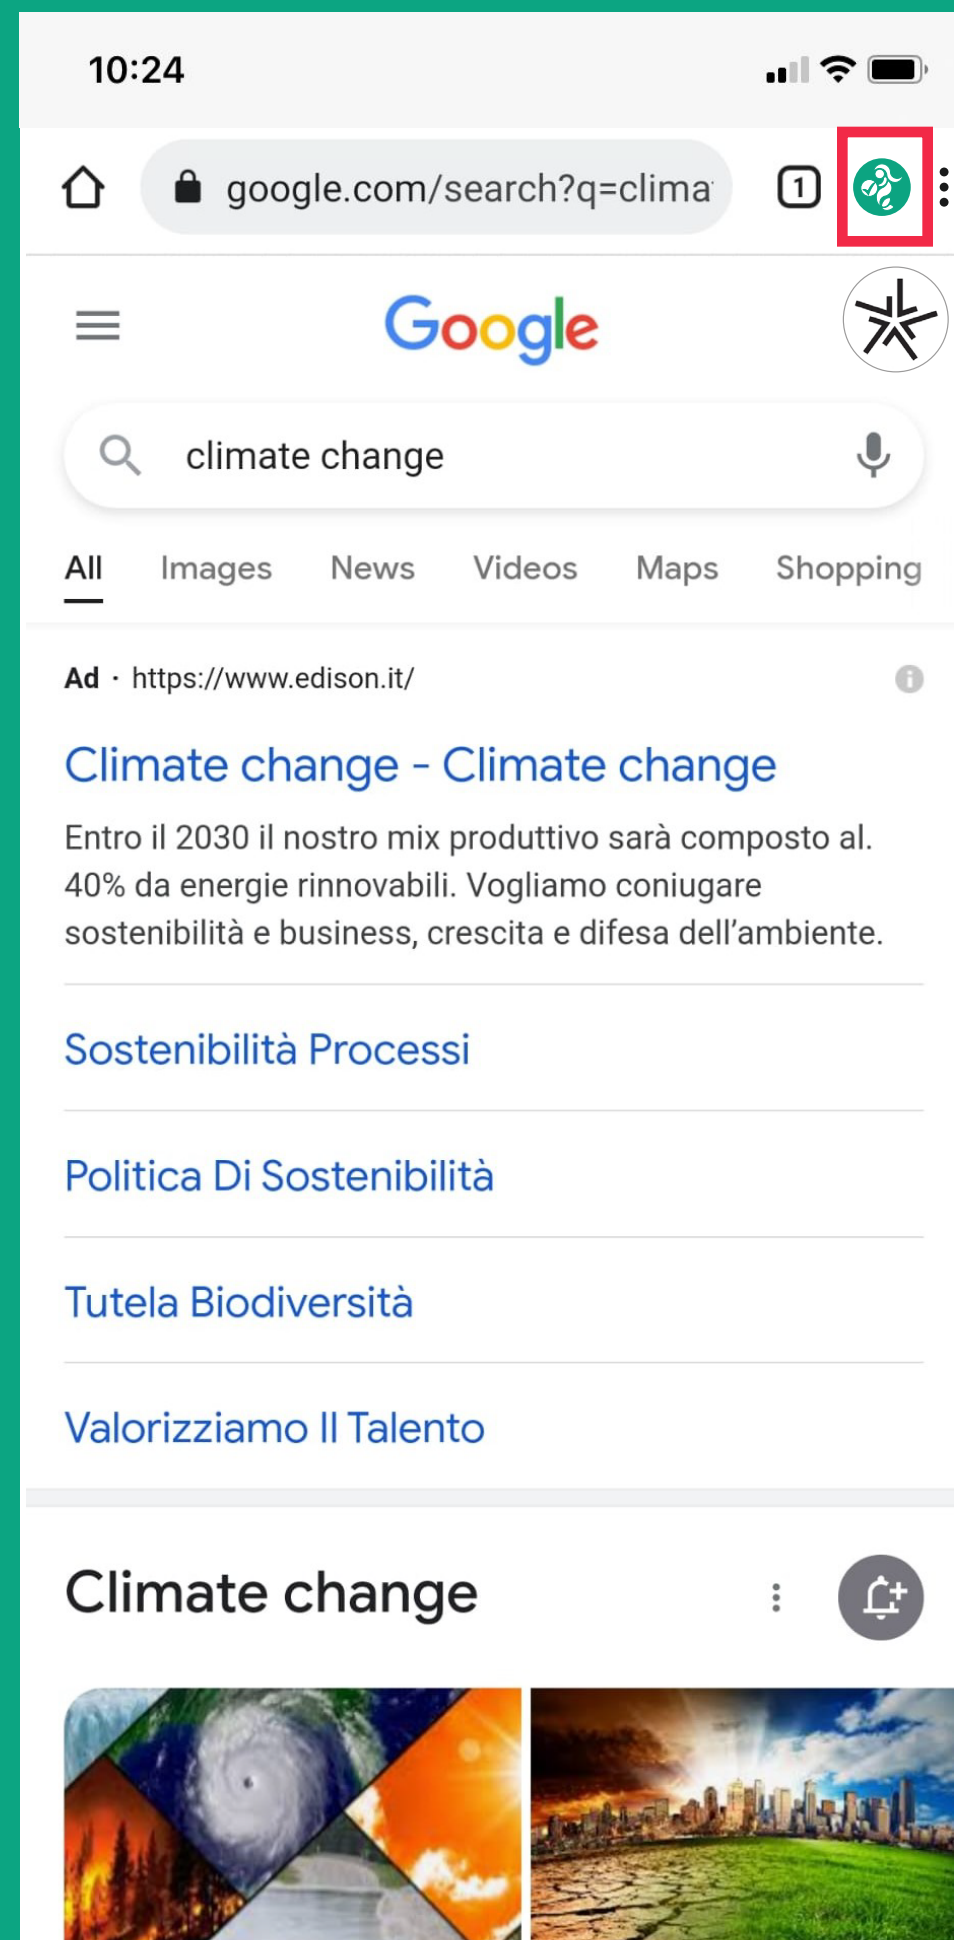 10:24
google.com/search?q=clima
1
Google
climate change
All Images News Videos Maps Shopping
Ad · https://www.edison.it/
Climate change - Climate change
Entro il 2030 il nostro mix produttivo sarà composto al.
40% da energie rinnovabili. Vogliamo coniugare
sostenibilità e business, crescita e difesa dell’ambiente.
Sostenibilità Processi
Politica Di Sostenibilità
Tutela Biodiversità
Valorizziamo Il Talento
Climate change